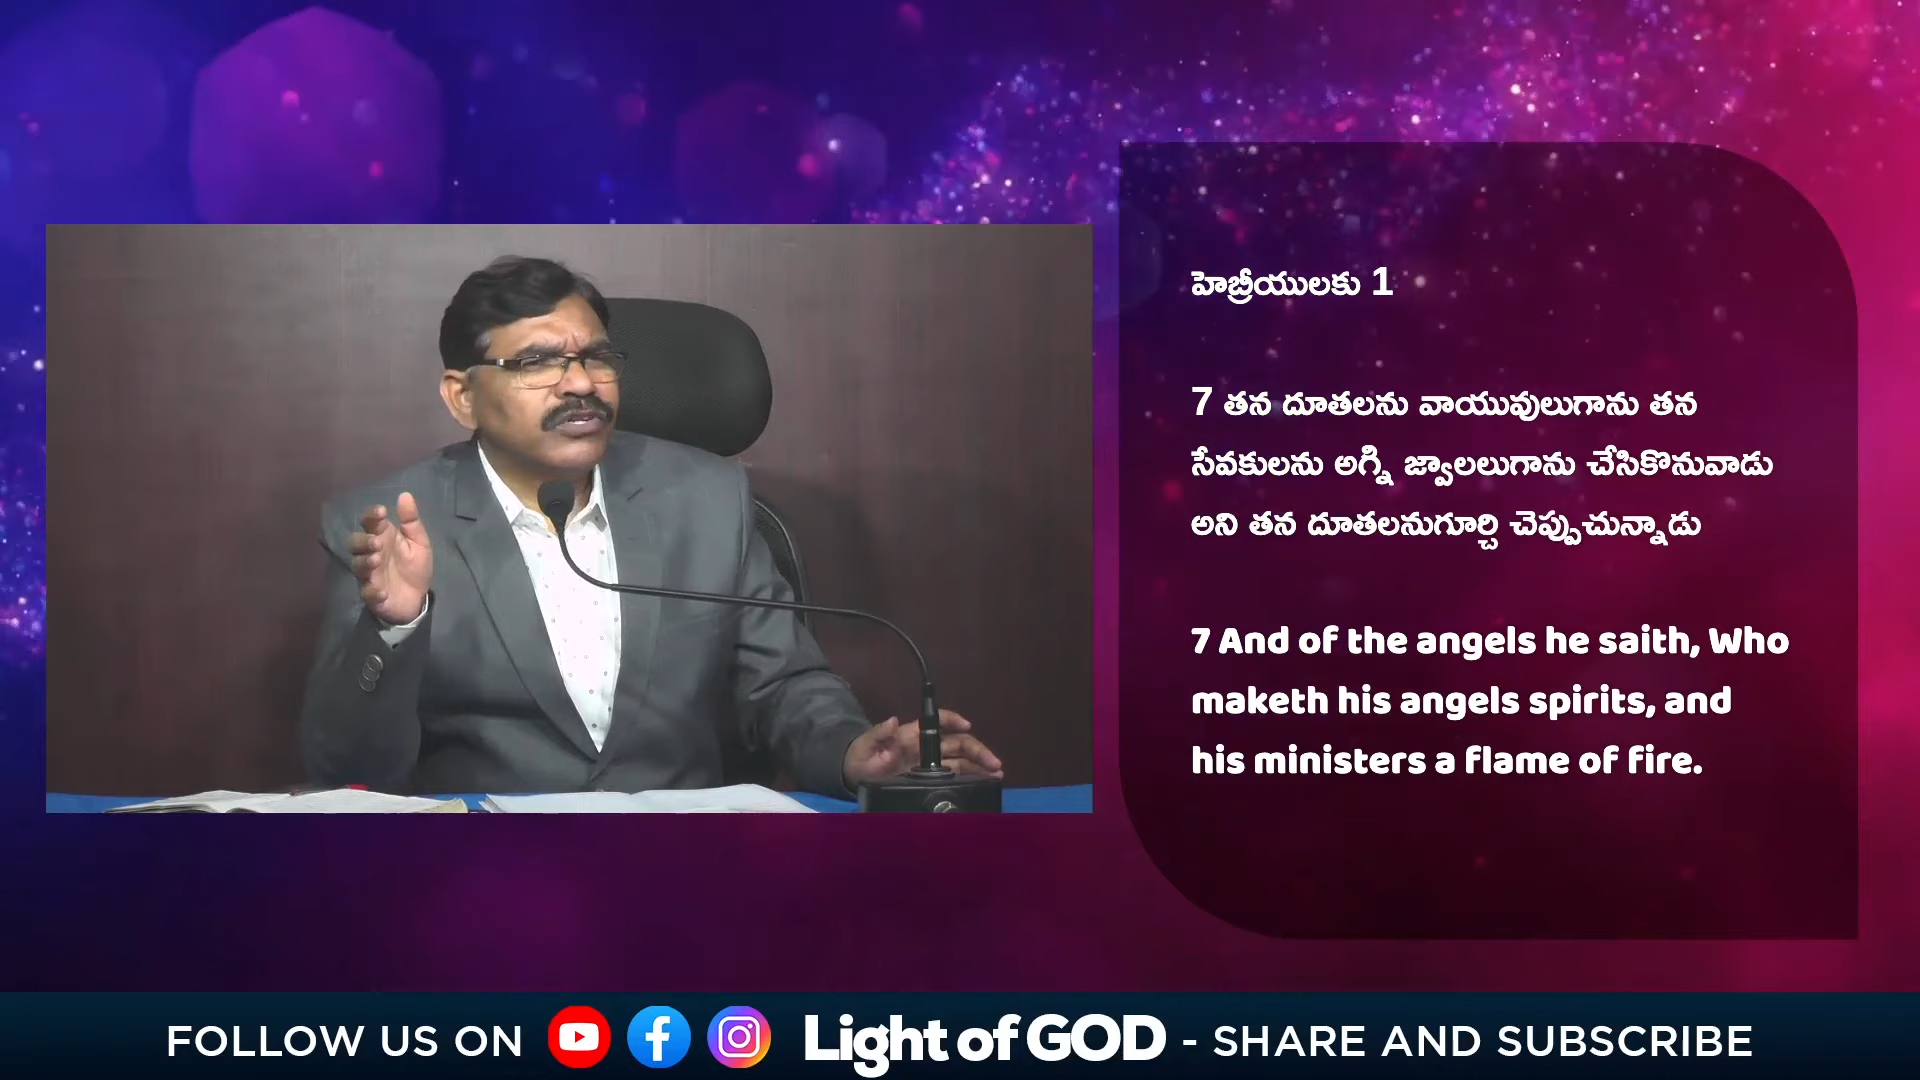 హెబ్రీయులకు 1
7 తన దూతలను వాయువులుగాను తన
సేవకులను అగ్ని జ్వాలలుగాను చేసికొనువాడు
అని తన దూతలనుగూర్చి చెప్పుచున్నాడు
7 And of the angels he saith, Who
maketh his angels spirits, and
his ministers a flame of fire.
FOLLOW US ON Light of GOD - SHARE AND SUBSCRIBE